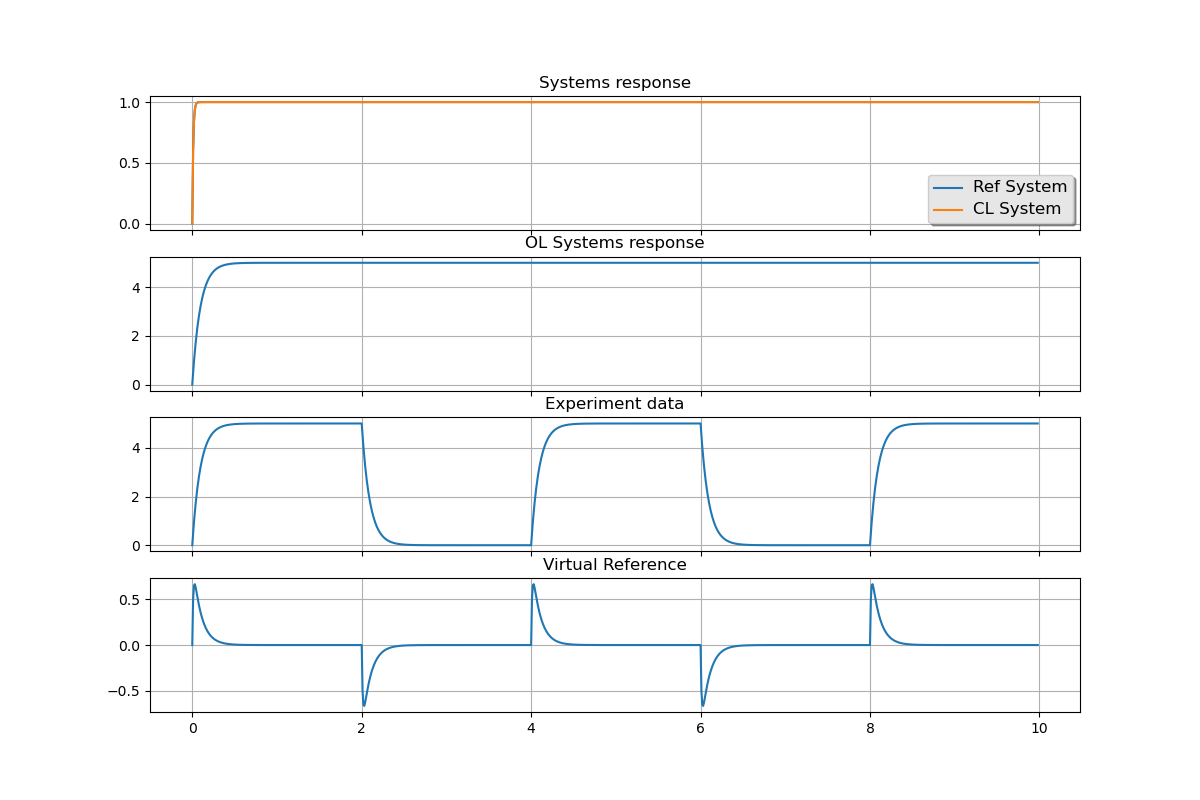 Systems response
1.0
0.5
0.0
Ref System
CL System
OL Systems response
4
2
0
Experiment data
4
2
0
Virtual Reference
0.5
0.0
−0.5
0 2 4 6 8 10